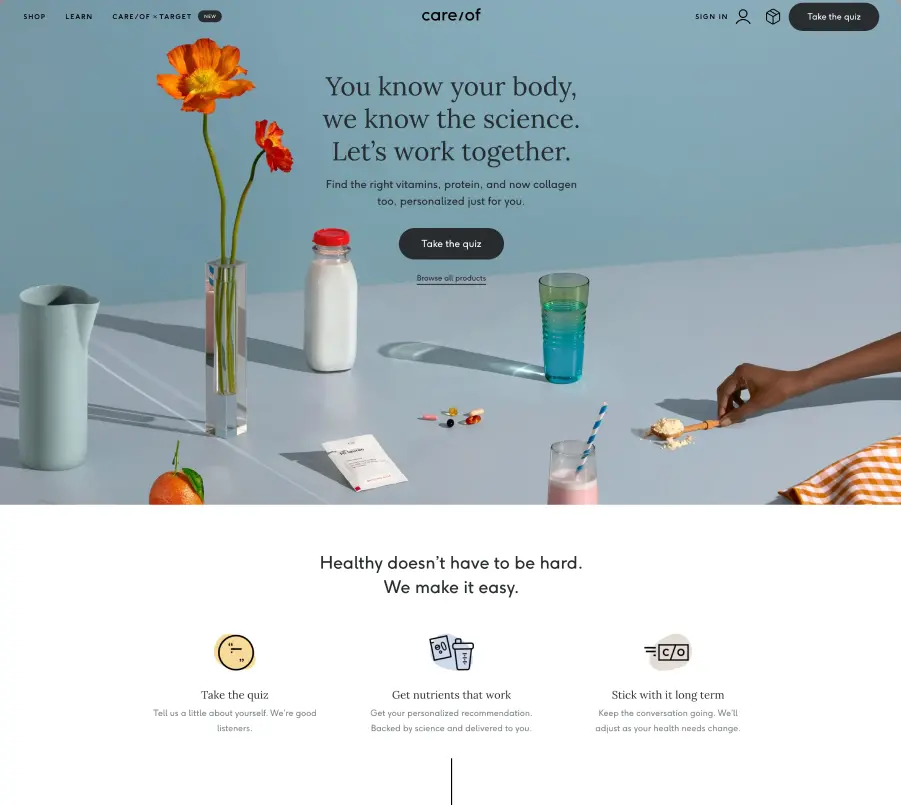 SHOP
LEARN
CARE/OF × TARGET
NEW
care/of
SIGN IN
Take the quiz
You know your body,
we know the science.
Let's work together.
Find the right vitamins, protein, and now collagen
too, personalized just for you.
Take the quiz
Browse all products
Healthy doesn't have to be hard.
We make it easy.
c/o
Take the quiz
Get nutrients that work
Stick with it long term
Tell us a little about yourself. We're good
listeners.
Get your personalized recommendation.
Backed by science and delivered to you.
Keep the conversation going. We'll
adjust as your health needs change.